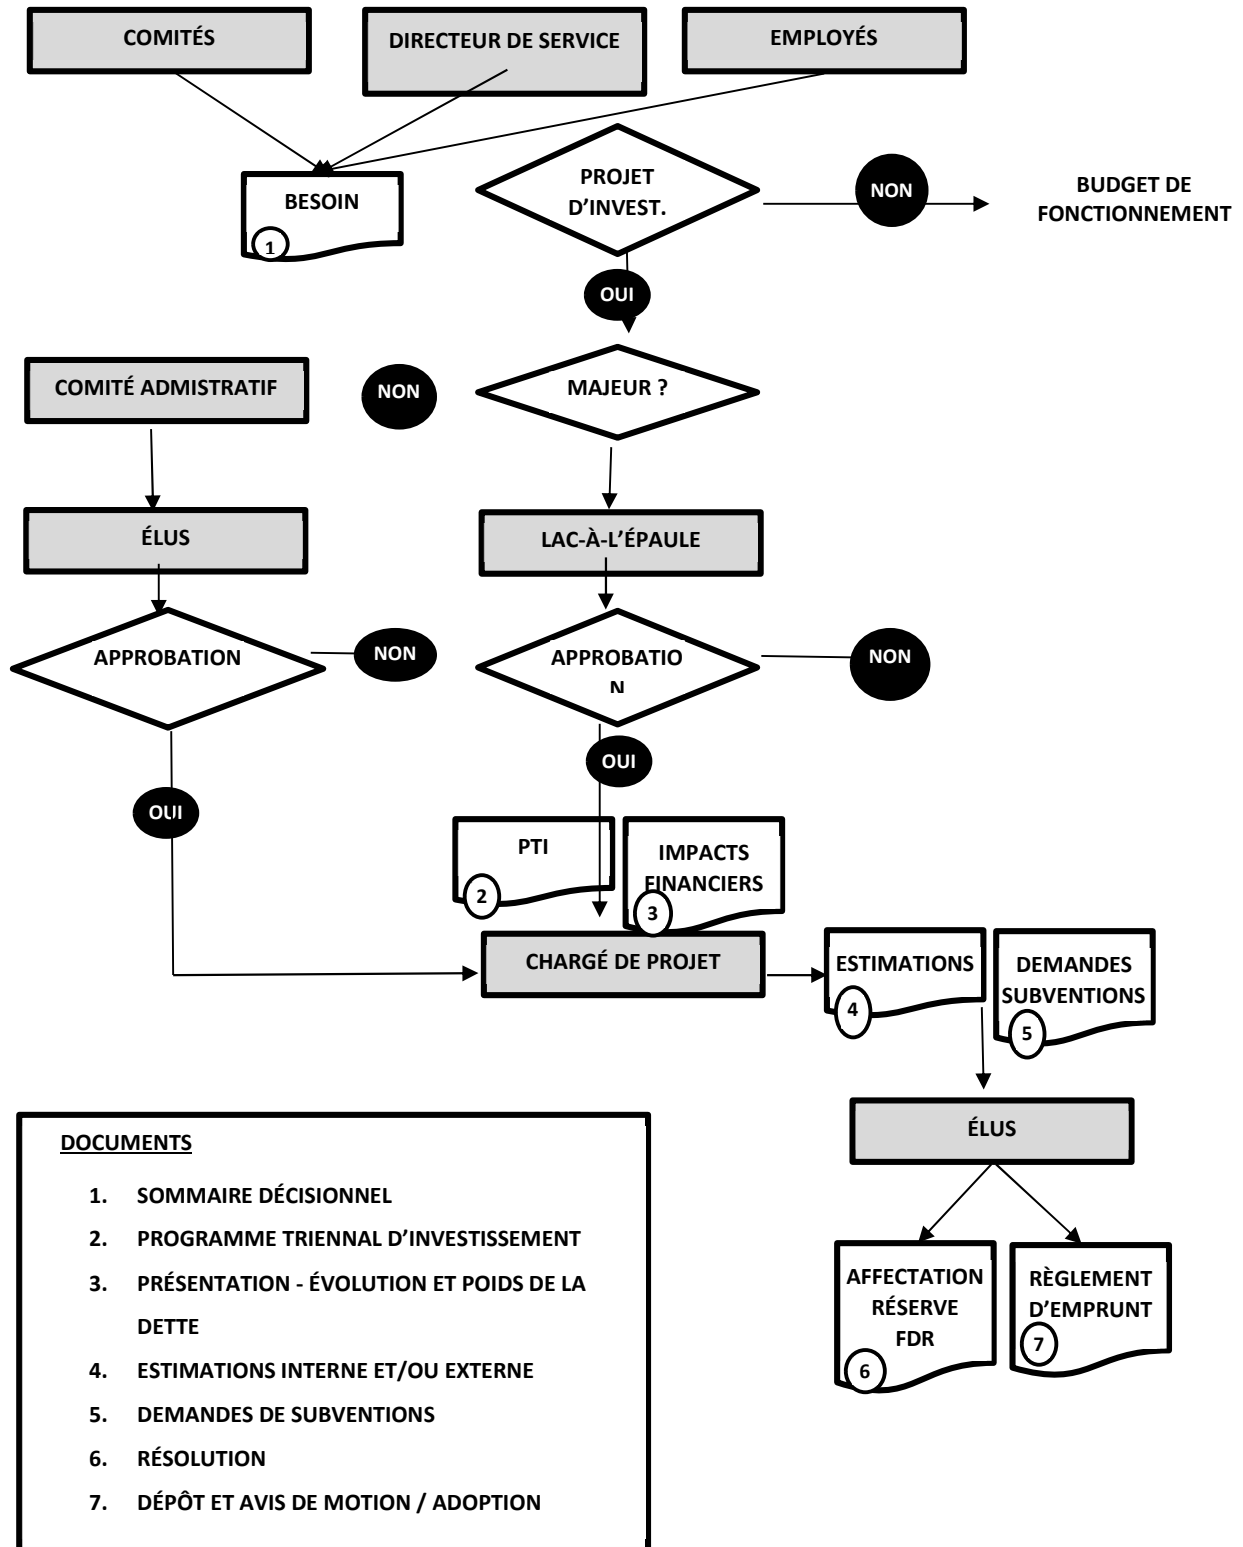 COMITÉS
DIRECTEUR DE SERVICE
EMPLOYÉS
BESOIN
1
PROJET
D'INVEST.
NON
BUDGET DE
FONCTIONNEMENT
OUI
COMITÉ ADMISTRATIF
NON
MAJEUR ?
ÉLUS
LAC-À-L'ÉPAULE
APPROBATION
NON
APPROBATIO
N
NON
OUI
OUI
PTI
2
IMPACTS
FINANCIERS
3
CHARGÉ DE PROJET
ESTIMATIONS
4
DEMANDES
SUBVENTIONS
5
ÉLUS
AFFECTATION
RÉSERVE
FDR
6
RÈGLEMENT
D'EMPRUNT
7
DOCUMENTS
1. SOMMAIRE DÉCISIONNEL
2. PROGRAMME TRIENNAL D'INVESTISSEMENT
3. PRÉSENTATION - ÉVOLUTION ET POIDS DE LA
DETTE
4. ESTIMATIONS INTERNE ET/OU EXTERNE
5. DEMANDES DE SUBVENTIONS
6. RÉSOLUTION
7. DÉPÔT ET AVIS DE MOTION / ADOPTION